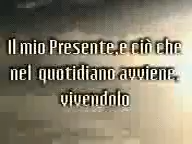 Il mio Presente,e ciò che
nel quotidiano avviene,
vivendolo